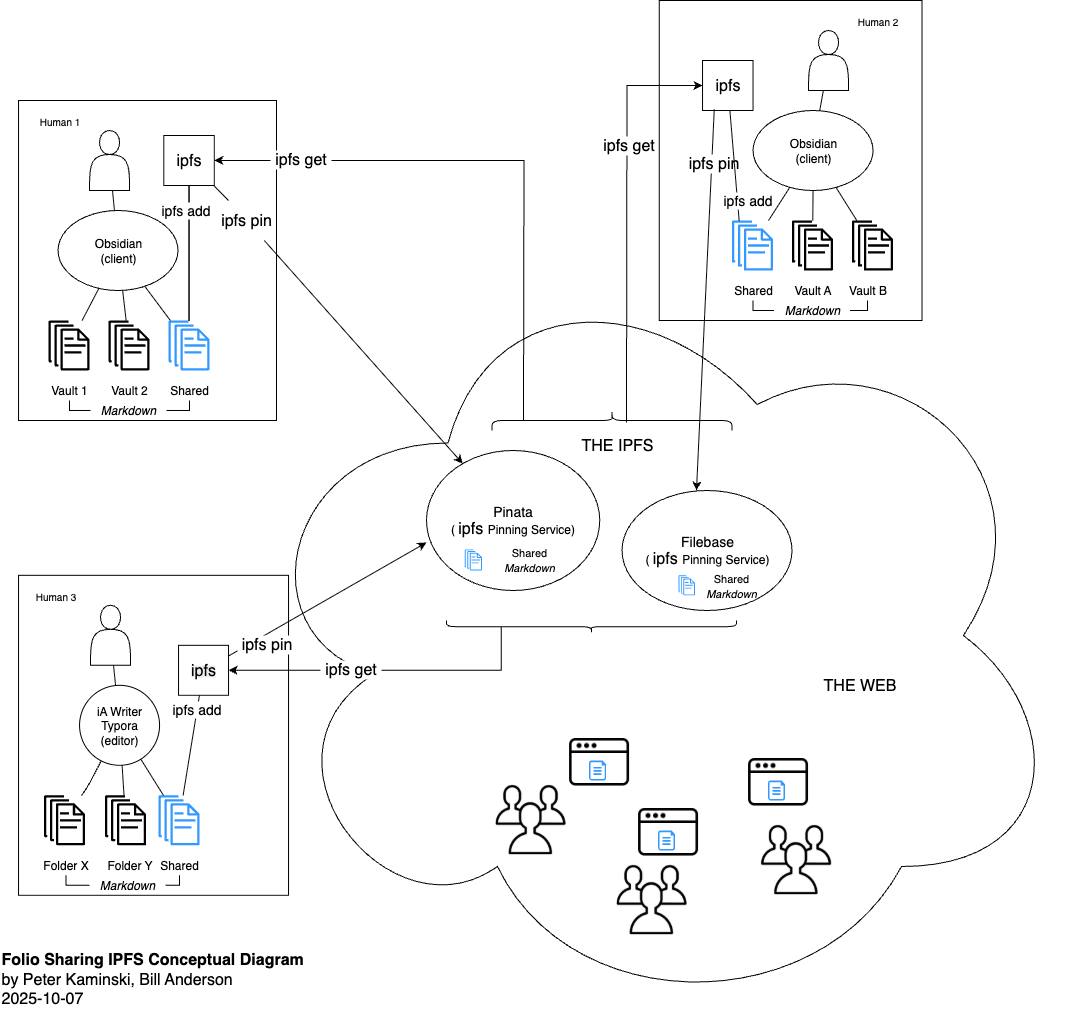 Human 2
ipfs
Obsidian
(client)
ipfs get
ipfs pin
ipfs add
Shared
Vault A
Vault B
Markdown
Human 1
ipfs
ipfs get
ipfs add
ipfs pin
Obsidian
(client)
Vault 1
Vault 2
Shared
Markdown
THE IPFS
Pinata
( ipfs Pinning Service)
Shared
Markdown
Filebase
( ipfs Pinning Service)
Shared
Markdown
Human 3
ipfs pin
ipfs
ipfs get
ipfs add
iA Writer
Typora
(editor)
Folder X
Folder Y
Shared
Markdown
THE WEB
Folio Sharing IPFS Conceptual Diagram
by Peter Kaminski, Bill Anderson
2025-10-07